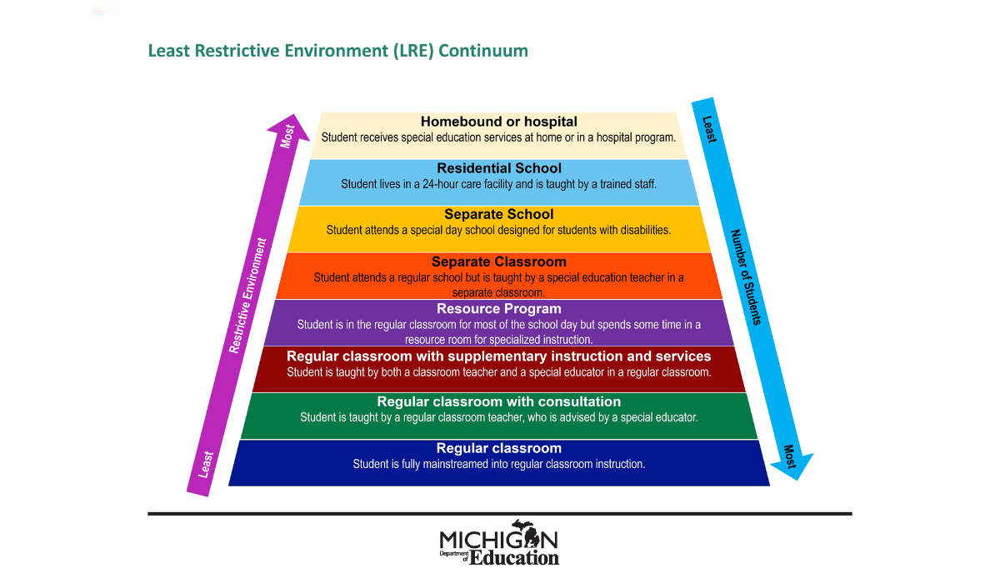 Least Restrictive Environment (LRE) Continuum
Most
Restrictive Environment
Least
Homebound or hospital
Student receives special education services at home or in a hospital program.
Residential School
Student lives in a 24-hour care facility and is taught by a trained staff.
Separate School
Student attends a special day school designed for students with disabilities.
Separate Classroom
Student attends a regular school but is taught by a special education teacher in a
separate classroom.
Resource Program
Student is in the regular classroom for most of the school day but spends some time in a
resource room for specialized instruction.
Regular classroom with supplementary instruction and services
Student is taught by both a classroom teacher and a special educator in a regular classroom.
Regular classroom with consultation
Student is taught by a regular classroom teacher, who is advised by a special educator.
Regular classroom
Student is fully mainstreamed into regular classroom instruction.
Least
Number of Students
Most
MICHIGAN
Department
of Education